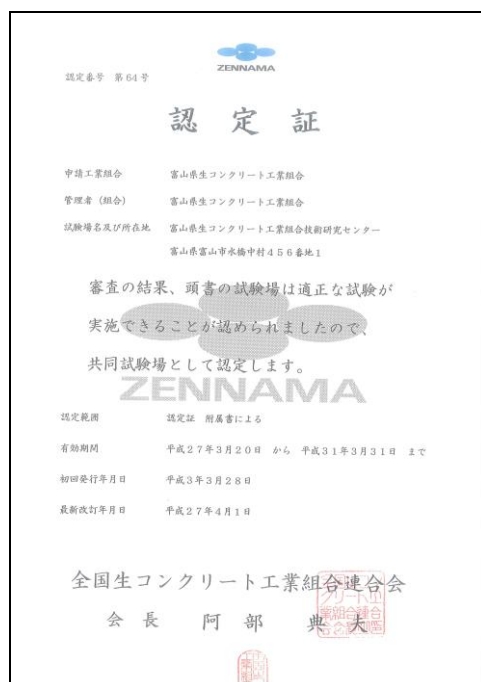 ZENNAMA
認定番号 第64号
認定証
申請工業組合 富山県生コンクリート工業組合
管理者（組合） 富山県生コンクリート工業組合
試験場名及び所在地 富山県生コンクリート工業組合技術研究センター
富山県富山市水橋中村４５６番地１
審査の結果、頭書の試験場は適正な試験が
実施できることが認められましたので、
共同試験場として認定します。
ZENNAMA
認定範囲 認定証 附属書による
有効期間 平成２７年３月２０日 から 平成３１年３月３１日 まで
初回発行年月日 平成３年３月２８日
最新改訂年月日 平成２７年４月１日
全国生コンクリート工業組合連合会
会長 阿部典夫